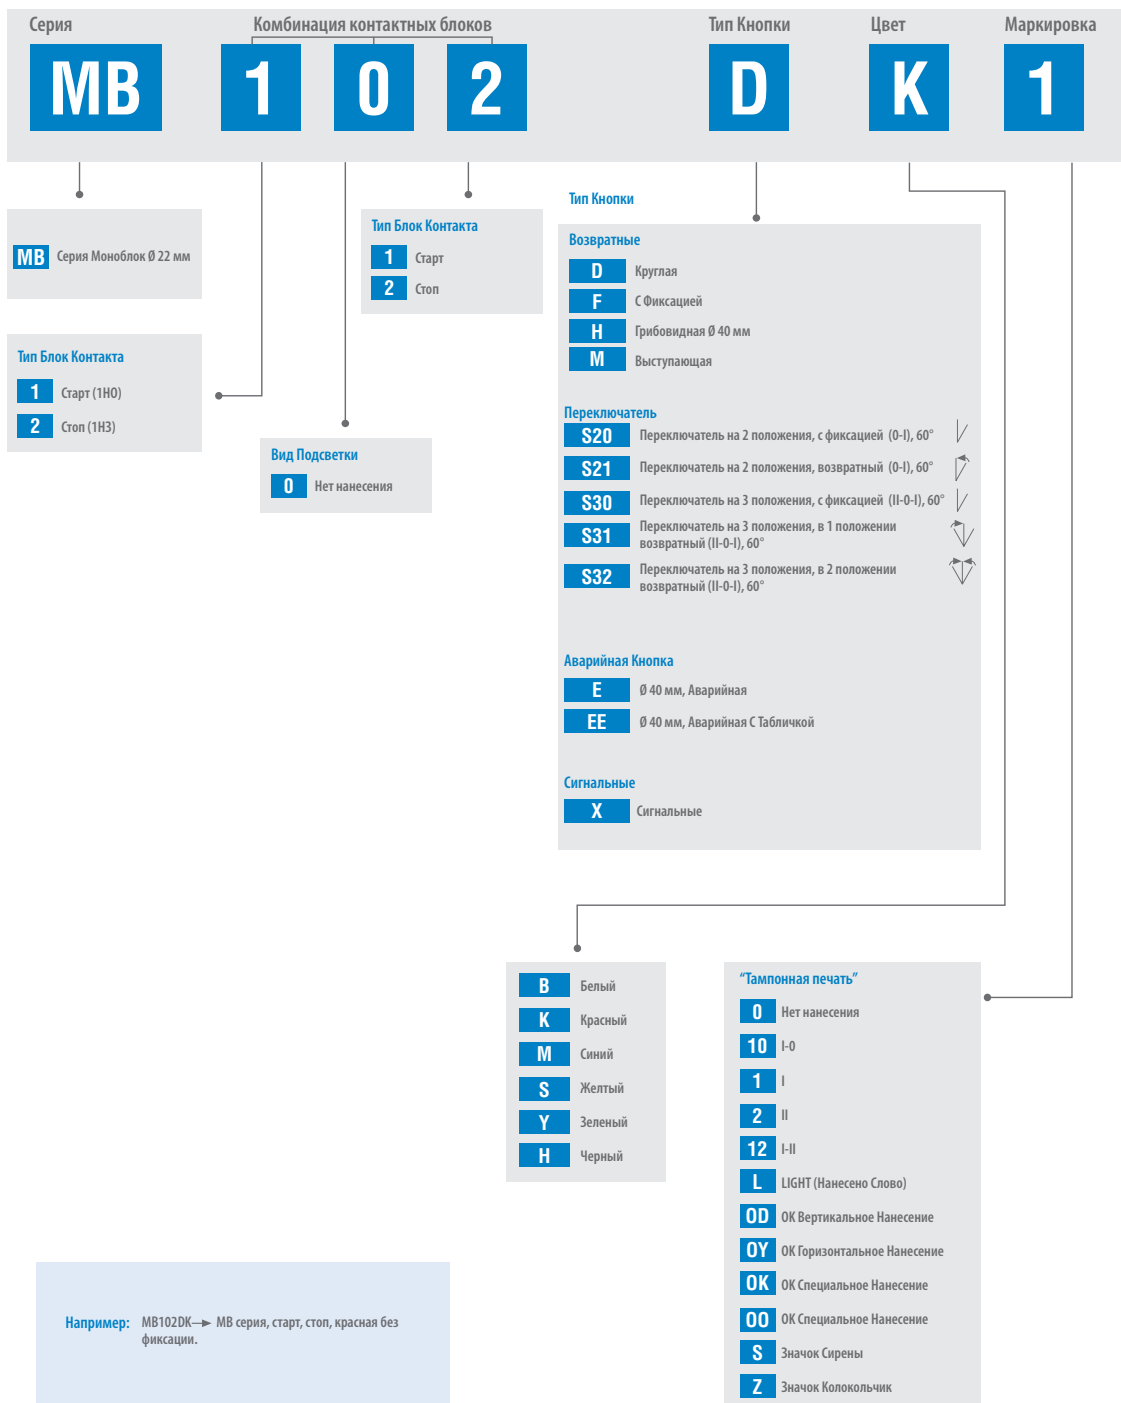 Серия
Комбинация контактных блоков
Тип Кнопки
Цвет
Маркировка
MB
1
0
2
D
K
1
MB Серия Моноблок Ø 22 мм
Тип Блок Контакта
1 Старт (1НО)
2 Стоп (1НЗ)
Вид Подсветки
0 Нет нанесения
Тип Блок Контакта
1 Старт
2 Стоп
Тип Кнопки
Возвратные
D Круглая
F С Фиксацией
H Грибовидная Ø 40 мм
M Выступающая
Переключатель
S20 Переключатель на 2 положения, с фиксацией (0-I), 60°
S21 Переключатель на 2 положения, возвратный (0-I), 60°
S30 Переключатель на 3 положения, с фиксацией (II-0-I), 60°
S31 Переключатель на 3 положения, в 1 положении
возвратный (II-0-I), 60°
S32 Переключатель на 3 положения, в 2 положении
возвратный (II-0-I), 60°
Аварийная Кнопка
E Ø 40 мм, Аварийная
EE Ø 40 мм, Аварийная С Табличкой
Сигнальные
X Сигнальные
B Белый
K Красный
M Синий
S Желтый
Y Зеленый
H Черный
“Тампонная печать”
0 Нет нанесения
10 I-0
1 I
2 II
12 I-II
L LIGHT (Нанесено Слово)
OD ОК Вертикальное Нанесение
OY ОК Горизонтальное Нанесение
OK ОК Специальное Нанесение
OO ОК Специальное Нанесение
S Значок Сирены
Z Значок Колокольчик
Например: MB102DK→ MB серия, старт, стоп, красная без
фиксации.